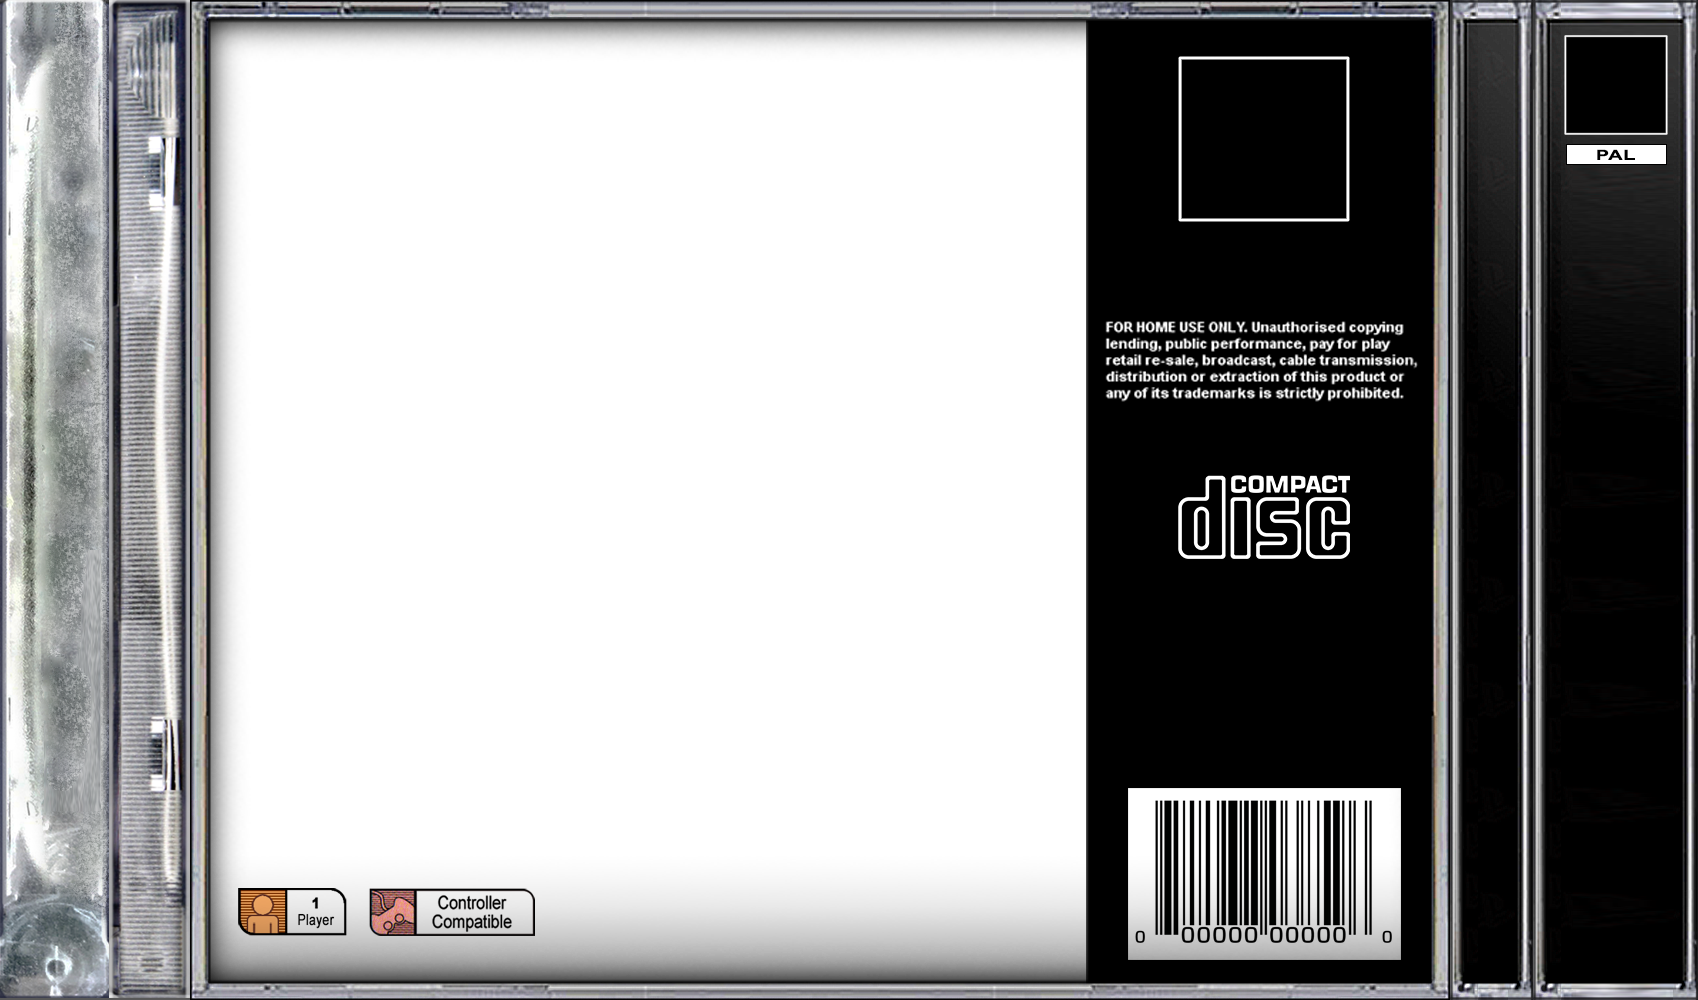 PAL
FOR HOME USE ONLY. Unauthorised copying
lending, public performance, pay for play
retail re-sale, broadcast, cable transmission,
distribution or extraction of this product or
any of its trademarks is strictly prohibited.
COMPACT
disc
1
Player
Controller
Compatible
0 00000 00000 0